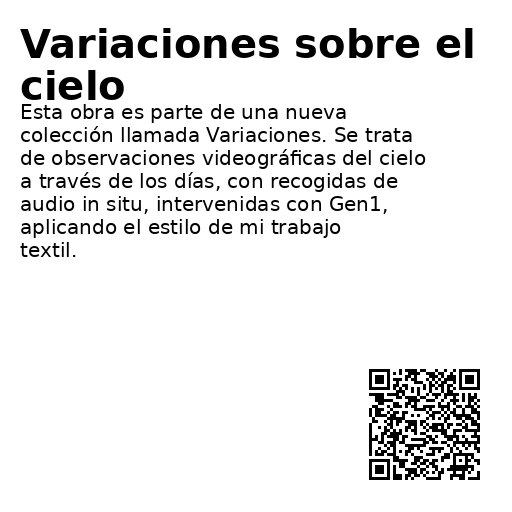 Variaciones sobre el
cielo
Esta obra es parte de una nueva
colección llamada Variaciones. Se trata
de observaciones videográficas del cielo
a través de los días, con recogidas de
audio in situ, intervenidas con Gen1,
aplicando el estilo de mi trabajo
textil.